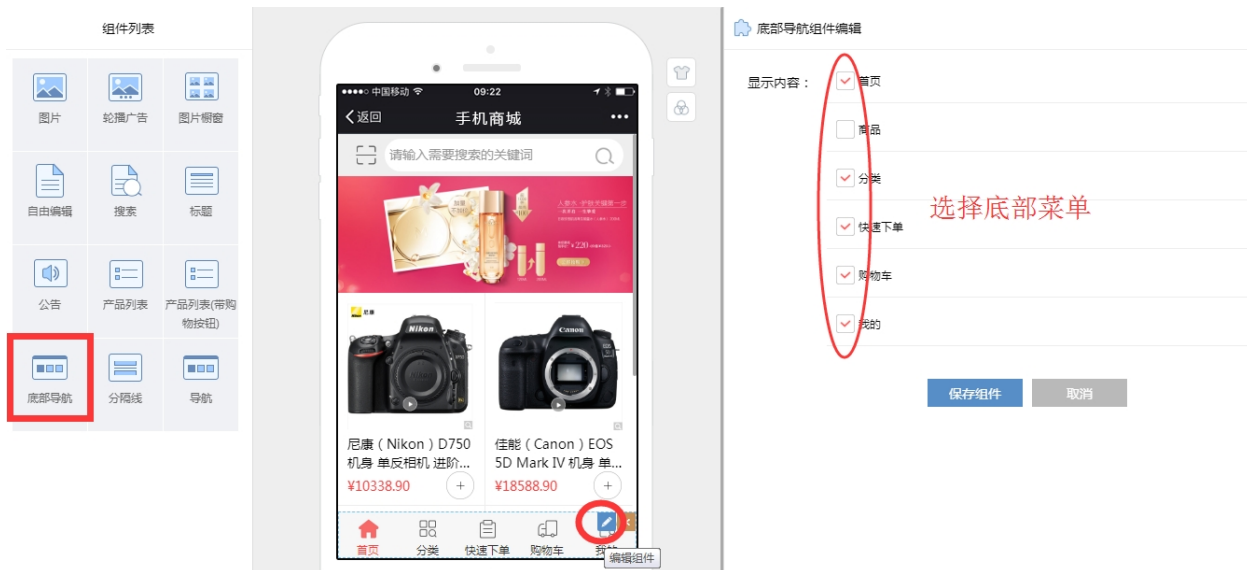 组件列表
图片
轮播广告
图片橱窗
自由编辑
搜索
标题
公告
产品列表
产品列表(带购
物按钮)
底部导航
分隔线
导航
中国移动
09:22
返回
手机商城
请输入需要搜索的关键词
¥220
尼康
Nikon
Canon
尼康（Nikon）D750
机身 单反相机 进阶...
¥10338.90
佳能（Canon）EOS
5D Mark IV 机身 单...
¥18588.90
首页
分类
快速下单
购物车
我的
编辑组件
底部导航组件编辑
显示内容：
首页
商品
分类
快速下单
购物车
我的
选择底部菜单
保存组件
取消